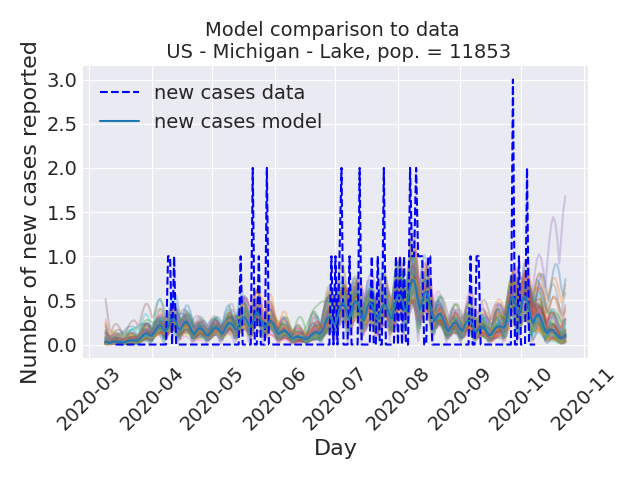 Model comparison to data
US - Michigan - Lake, pop. = 11853
Number of new cases reported
3.0
2.5
2.0
1.5
1.0
0.5
0.0
new cases data
new cases model
2020-03
2020-04
2020-05
2020-06
2020-07
2020-08
2020-09
2020-10
2020-11
Day